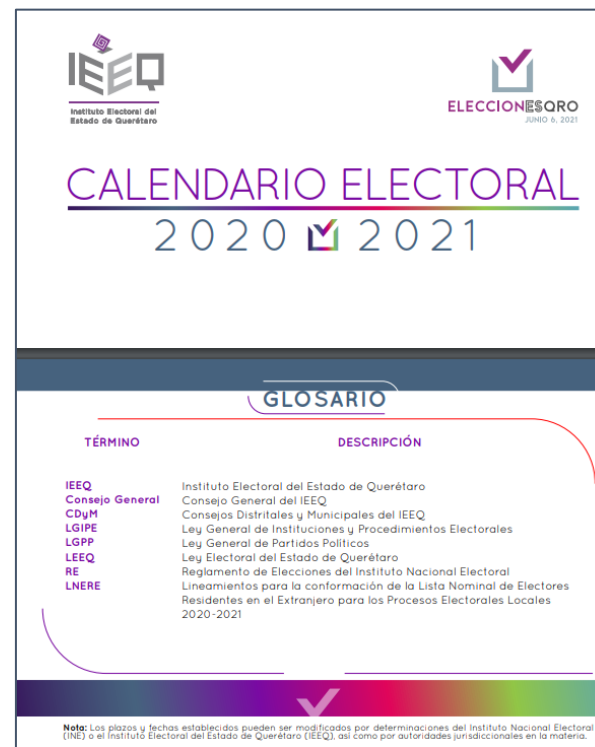 IEEQ
Instituto Electoral del
Estado de Querétaro
ELECCIONESQRO
JUNIO 6, 2021
CALENDARIO ELECTORAL
2020 2021
GLOSARIO
TÉRMINO DESCRIPCIÓN
IEEQ Instituto Electoral del Estado de Querétaro
Consejo General Consejo General del IEEQ
CDyM Consejos Distritales y Municipales del IEEQ
LGIPE Ley General de Instituciones y Procedimientos Electorales
LGPP Ley General de Partidos Políticos
LEEQ Ley Electoral del Estado de Querétaro
RE Reglamento de Elecciones del Instituto Nacional Electoral
LNERE Lineamientos para la conformación de la Lista Nominal de Electores
Residentes en el Extranjero para los Procesos Electorales Locales
2020-2021
Nota: Los plazos y fechas establecidos pueden ser modificados por determinaciones del Instituto Nacional Electoral
(INE) o el Instituto Electoral del Estado de Querétaro (IEEQ), así como por autoridades jurisdiccionales en la materia.